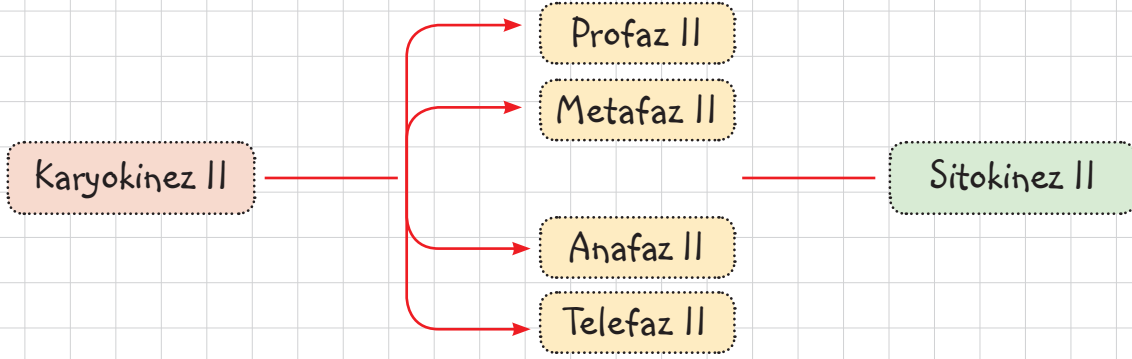 Profaz II
Metafaz II
Karyokinez II
Sitokinez II
Anafaz II
Telefaz II